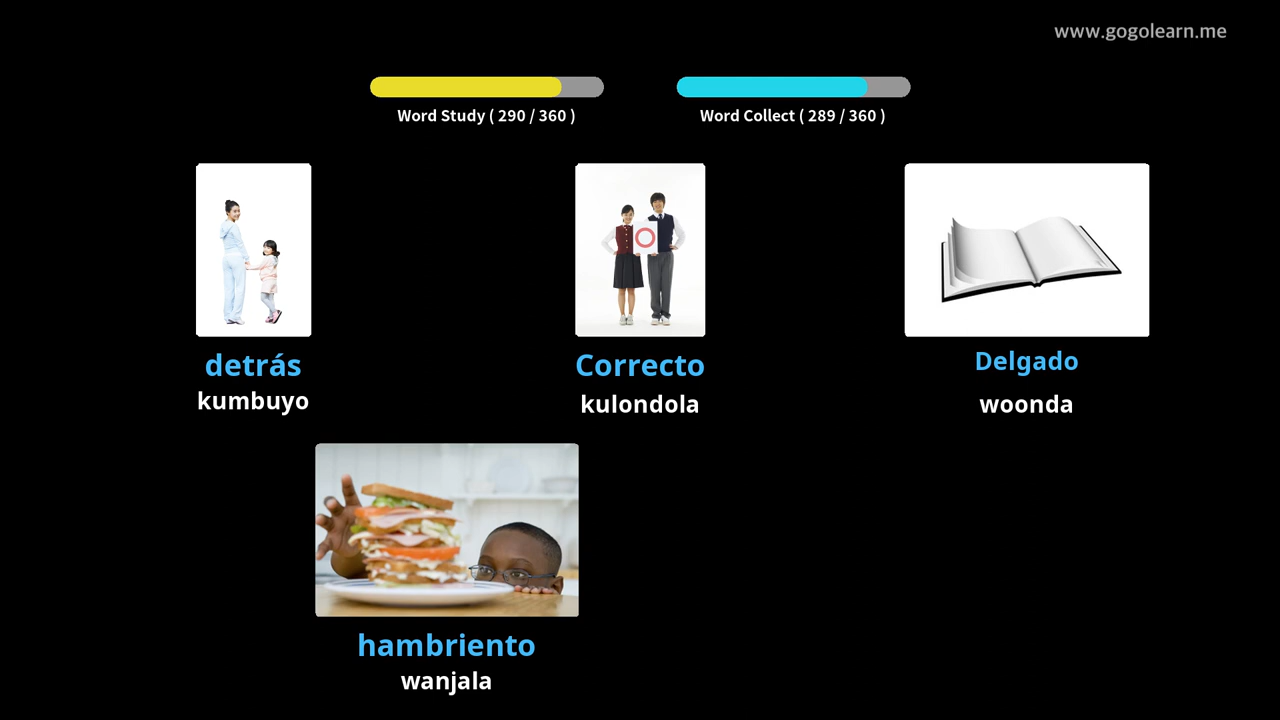 www.gogolearn.me
Word Study ( 290 / 360 )
Word Collect ( 289 / 360 )
detrás
kumbuyo
Correcto
kulondola
Delgado
woonda
hambriento
wanjala